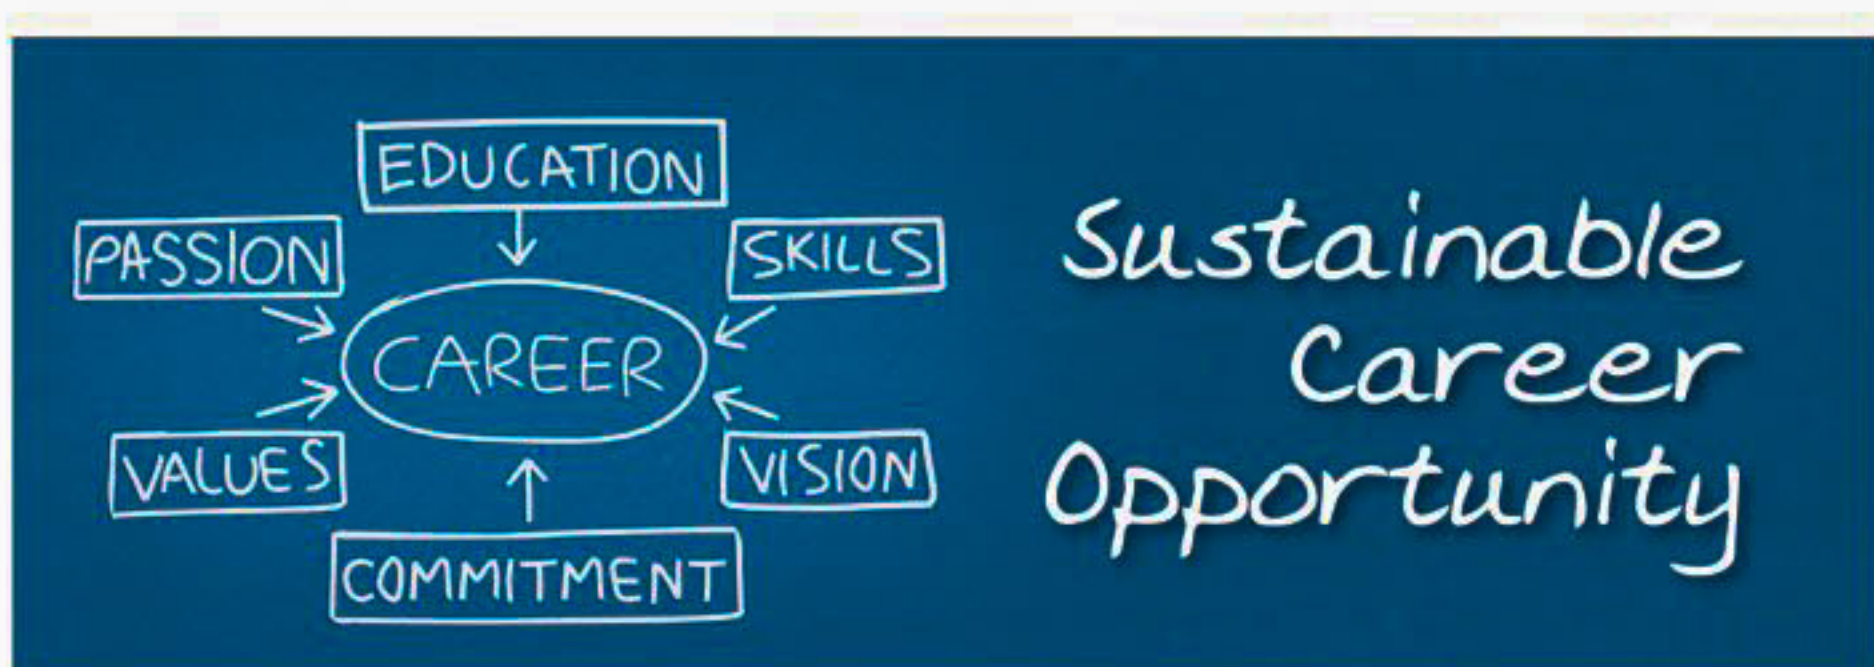 EDUCATION
PASSION
SKILLS
CAREER
VALUES
VISION
COMMITMENT
Sustainable
Career
Opportunity